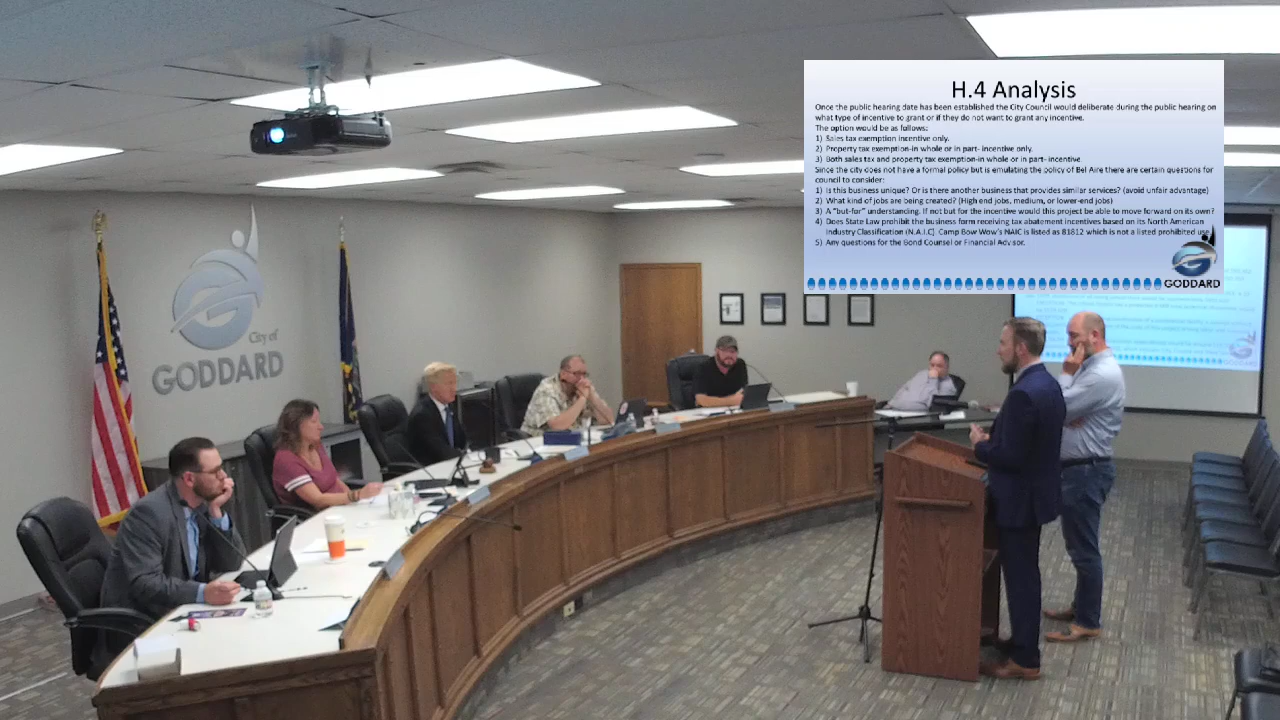 H.4 Analysis
Once the public hearing date has been established the City Council would deliberate during the public hearing on
what type of incentive to grant or if they do not want to grant any incentive.
The option would be as follows:
1) Sales tax exemption incentive only.
2) Property tax exemption-in whole or in part- incentive only.
3) Both sales tax and property tax exemption-in whole or in part- incentive
Since the city does not have a formal policy but is emulating the policy of Bel Aire there are certain questions for
council to consider:
1) Is this business unique? Or is there another business that provides similar services? (avoid unfair advantage)
2) What kind of jobs are being created? (High end jobs, medium, or lower-end jobs)
3) A "but-for" understanding. If not but for the incentive would this project be able to move forward on its own?
4) Does State Law prohibit the business form receiving tax abatement incentives based on its North American
Industry Classification (N.A.I.C). Camp Bow Wow's NAIC is listed as 81812 which is not a listed prohibited use
5) Any questions for the Bond Counsel or Financial Advisor.
GODDARD
City of
GODDARD